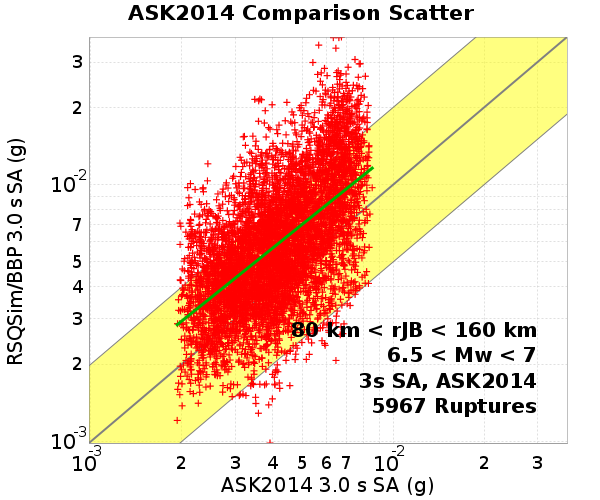 ASK2014 Comparison Scatter
RSQSim/BBP 3.0 s SA (g)
3
2
10-2
7
5
4
3
2
10-3
80 km < rJB < 160 km
6.5 < Mw < 7
3s SA, ASK2014
5967 Ruptures
10-3 2 3 4 5 6 7 10-2 2 3
ASK2014 3.0 s SA (g)